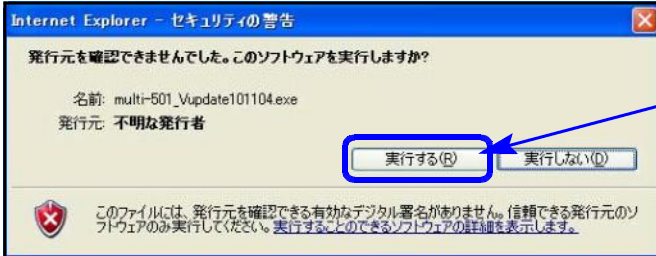 Internet Explorer - セキュリティの警告
発行元を確認できませんでした。このソフトウェアを実行しますか?
名前: multi-501_Vupdate101104.exe
発行元: 不明な発行者
実行する(R) 実行しない(D)
このファイルには、発行元を確認できる有効なデジタル署名がありません。信頼できる発行元のソ
フトウェアのみ実行してください。実行することのできるソフトウェアの詳細を表示します。